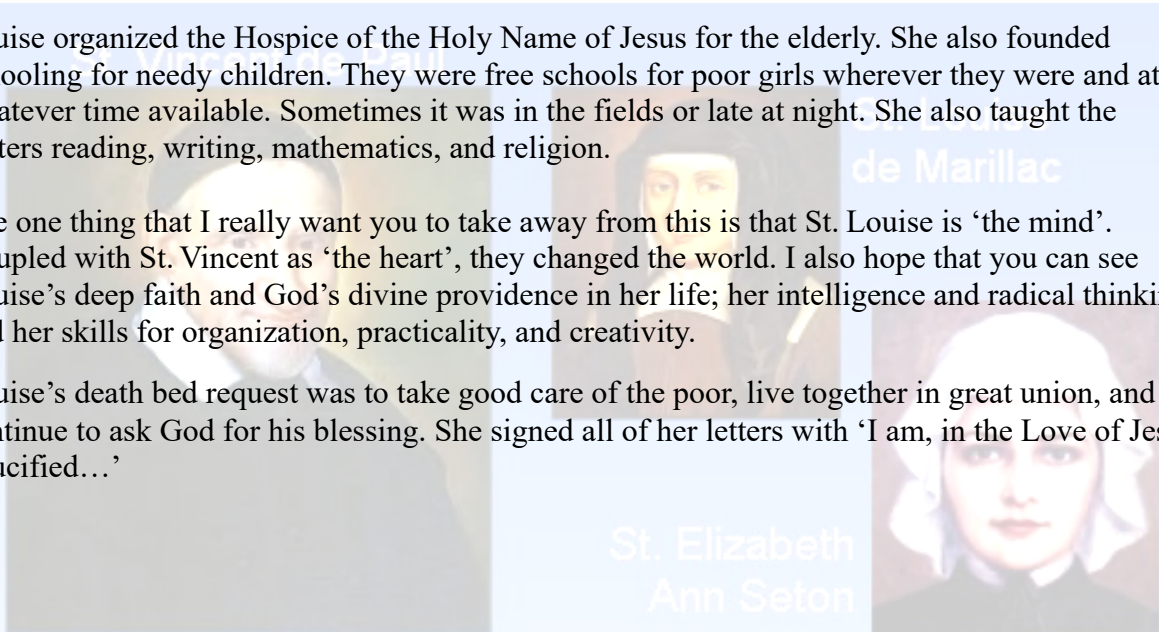 uise organized the Hospice of the Holy Name of Jesus for the elderly. She also founded
ooling for needy children. They were free schools for poor girls wherever they were and at
atever time available. Sometimes it was in the fields or late at night. She also taught the
ters reading, writing, mathematics, and religion.
e one thing that I really want you to take away from this is that St. Louise is ‘the mind’.
upled with St. Vincent as ‘the heart’, they changed the world. I also hope that you can see
uise’s deep faith and God’s divine providence in her life; her intelligence and radical thinki
d her skills for organization, practicality, and creativity.
uise’s death bed request was to take good care of the poor, live together in great union, and
ntinue to ask God for his blessing. She signed all of her letters with ‘I am, in the Love of Jes
ucified…’
St. Vincent de Paul
St. Louise
de Marillac
St. Elizabeth
Ann Seton